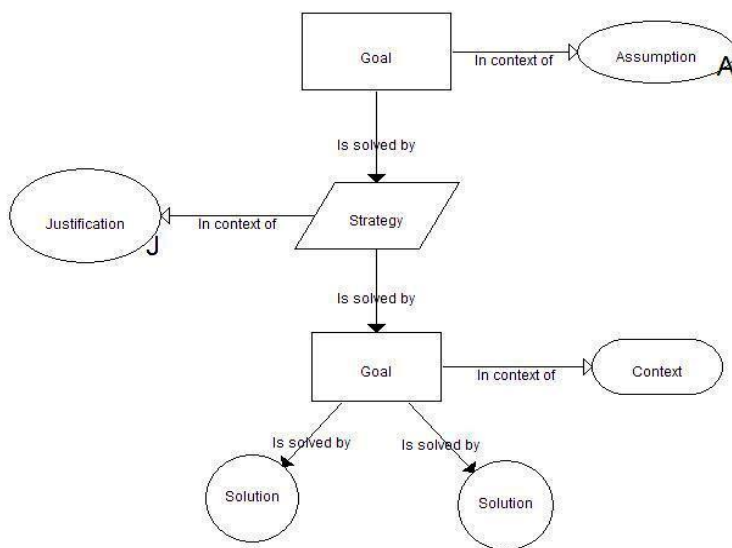 Goal
In context of
Assumption
A
Is solved by
Justification
J
In context of
Strategy
Is solved by
Goal
In context of
Context
Is solved by
Is solved by
Solution
Solution